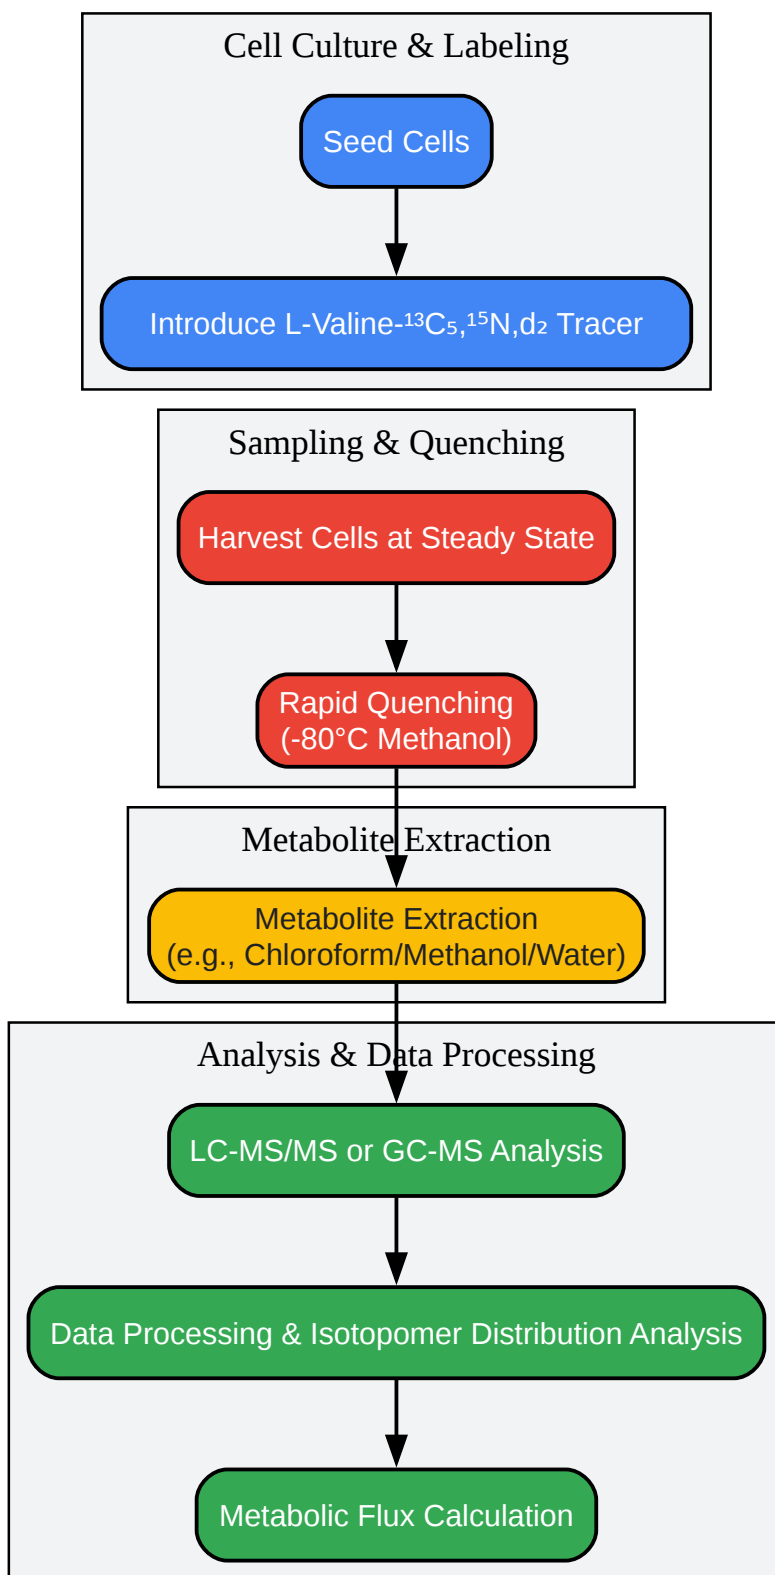 Cell Culture & Labeling
Seed Cells
Introduce L-Valine-¹³C₅,¹⁵N,d₂ Tracer
Sampling & Quenching
Harvest Cells at Steady State
Rapid Quenching
(-80°C Methanol)
Metabolite Extraction
Metabolite Extraction
(e.g., Chloroform/Methanol/Water)
Analysis & Data Processing
LC-MS/MS or GC-MS Analysis
Data Processing & Isotopomer Distribution Analysis
Metabolic Flux Calculation